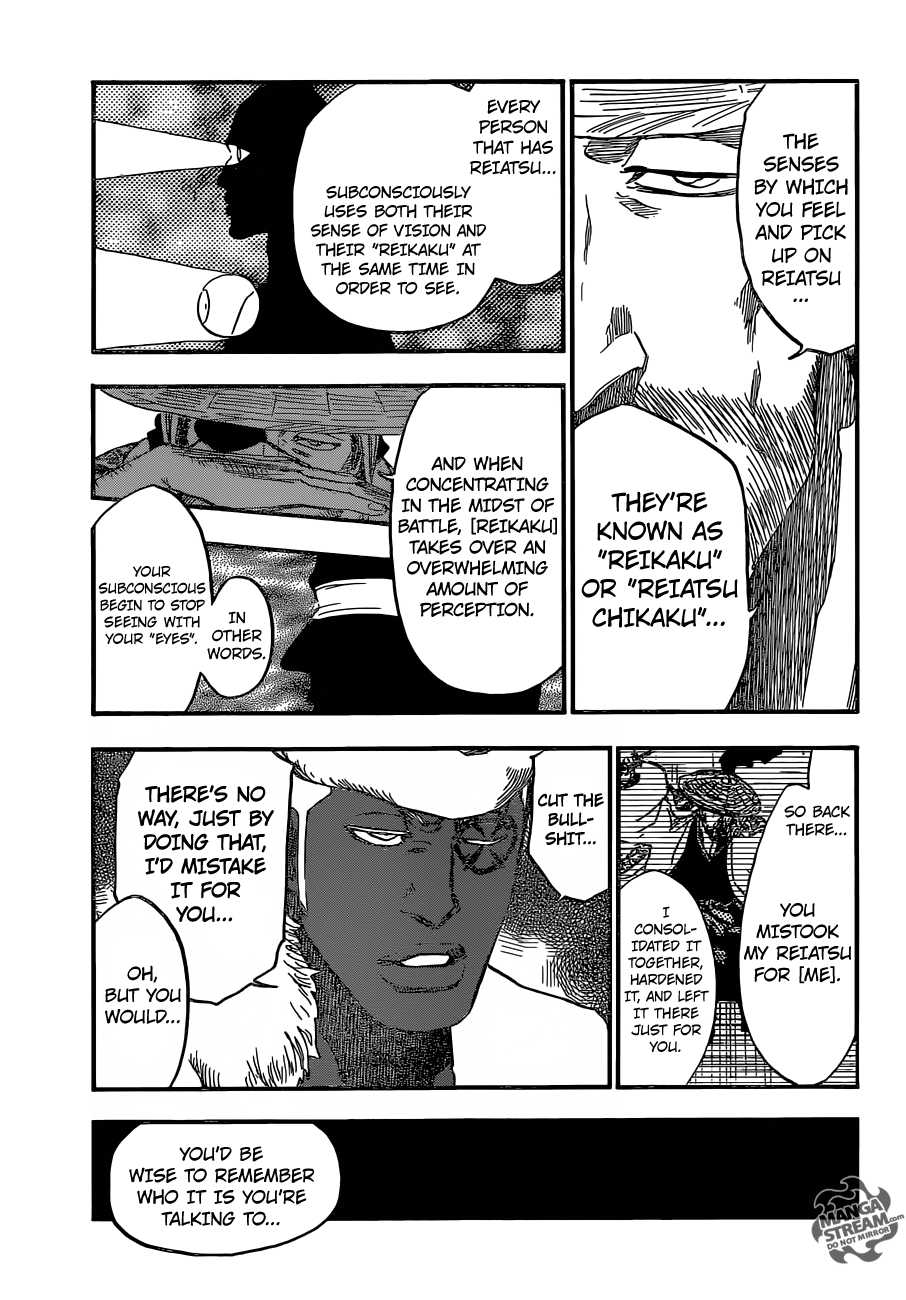 THE
SENSES
BY WHICH
YOU FEEL
AND PICK
UP ON
REIATSU
...
THEY'RE
KNOWN AS
"REIKAKU"
OR "REIATSU
CHIKAKU"...
EVERY
PERSON
THAT HAS
REIATSU...
SUBCONSCIOUSLY
USES BOTH THEIR
SENSE OF VISION AND
THEIR "REIKAKU" AT
THE SAME TIME IN
ORDER TO SEE.
AND WHEN
CONCENTRATING
IN THE MIDST OF
BATTLE, [REIKAKU]
TAKES OVER AN
OVERWHELMING
AMOUNT OF
PERCEPTION.
IN
OTHER
WORDS.
YOUR
SUBCONSCIOUS
BEGIN TO STOP
SEEING WITH
YOUR "EYES".
SO BACK
THERE...
YOU
MISTOOK
MY REIATSU
FOR [ME].
I
CONSOL-
IDATED IT
TOGETHER,
HARDENED
IT, AND LEFT
IT THERE
JUST FOR
YOU.
CUT THE
BULL-
SHIT...
THERE'S NO
WAY, JUST BY
DOING THAT,
I'D MISTAKE
IT FOR
YOU...
OH,
BUT YOU
WOULD...
YOU'D BE
WISE TO REMEMBER
WHO IT IS YOU'RE
TALKING TO...
MANGA
STREAM.com
DO NOT MIRROR